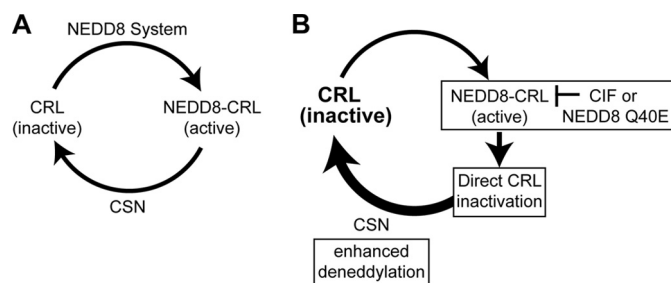 A
NEDD8 System
CRL
(inactive)
NEDD8-CRL
(active)
CSN
B
CRL
(inactive)
NEDD8-CRL
(active)
CIF or
NEDD8 Q40E
Direct CRL
inactivation
CSN
enhanced
deneddylation